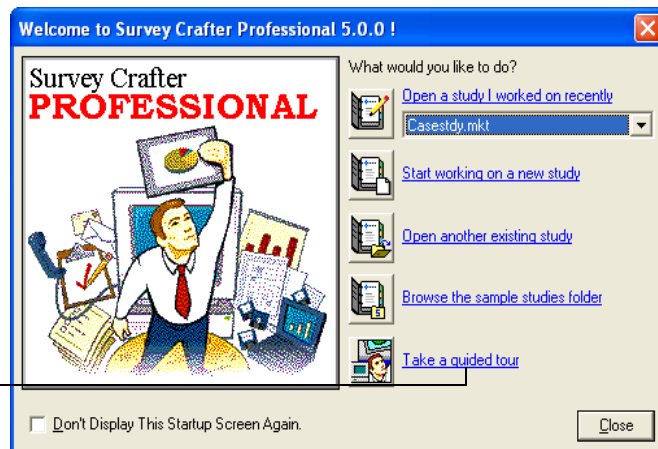 Welcome to Survey Crafter Professional 5.0.0 !
Survey Crafter
PROFESSIONAL
What would you like to do?
Open a study I worked on recently
Casestdy.mkt
Start working on a new study
Open another existing study
Browse the sample studies folder
Take a guided tour
Don't Display This Startup Screen Again.
Close